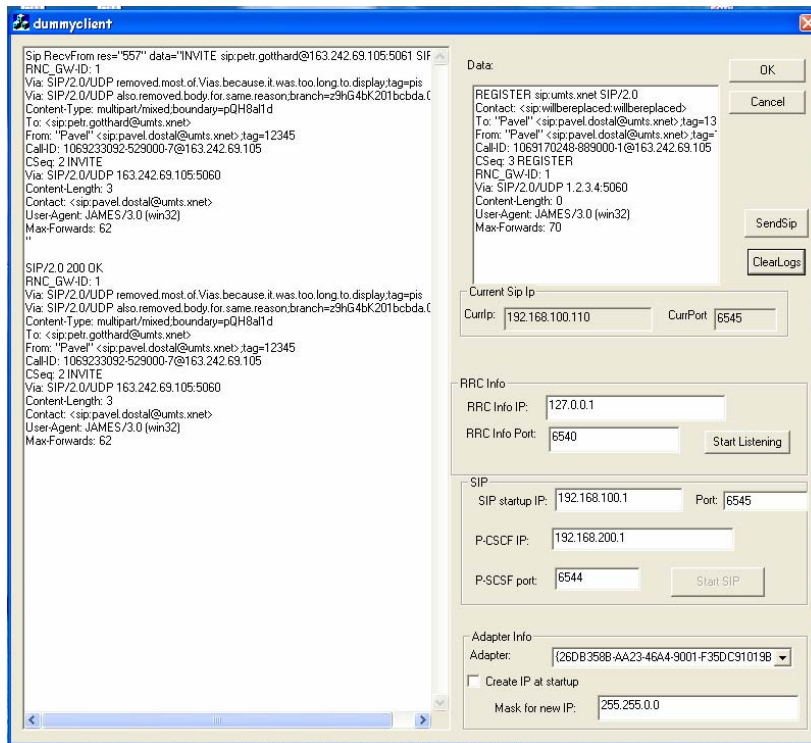 dummyclient
Sip RecvFrom res="557" data="INVITE sip:petr.gotthard@163.242.69.105:5061 SIF
RNC_GW-ID: 1
Via: SIP/2.0/UDP removed.most.of.Vias.because.it.was.too.long.to.display;tag=pis
Via: SIP/2.0/UDP also.removed.body.for.same.reason;branch=z9hG4bK201bcbda.0
Content-Type: multipart/mixed;boundary=pQH8al1d
To: <sip:petr.gotthard@umts.xnet>
From: "Pavel" <sip:pavel.dostal@umts.xnet>;tag=12345
Call-ID: 1069233092-529000-7@163.242.69.105
CSeq: 2 INVITE
Via: SIP/2.0/UDP 163.242.69.105:5060
Content-Length: 3
Contact: <sip:pavel.dostal@umts.xnet>
User-Agent: JAMES/3.0 (win32)
Max-Forwards: 62
"
SIP/2.0 200 OK
RNC_GW-ID: 1
Via: SIP/2.0/UDP removed.most.of.Vias.because.it.was.too.long.to.display;tag=pis
Via: SIP/2.0/UDP also.removed.body.for.same.reason;branch=z9hG4bK201bcbda.0
Content-Type: multipart/mixed;boundary=pQH8al1d
To: <sip:petr.gotthard@umts.xnet>
From: "Pavel" <sip:pavel.dostal@umts.xnet>;tag=12345
Call-ID: 1069233092-529000-7@163.242.69.105
CSeq: 2 INVITE
Via: SIP/2.0/UDP 163.242.69.105:5060
Content-Length: 3
Contact: <sip:pavel.dostal@umts.xnet>
User-Agent: JAMES/3.0 (win32)
Max-Forwards: 62
Data:
REGISTER sip:umts.xnet SIP/2.0
Contact: <sip:willbereplaced:willbereplaced>
To: "Pavel" <sip:pavel.dostal@umts.xnet>;tag=13
From: "Pavel" <sip:pavel.dostal@umts.xnet>;tag='
Call-ID: 1069170248-889000-1@163.242.69.105
CSeq: 3 REGISTER
RNC_GW-ID: 1
Via: SIP/2.0/UDP 1.2.3.4:5060
Content-Length: 0
User-Agent: JAMES/3.0 (win32)
Max-Forwards: 70
OK
Cancel
SendSip
ClearLogs
Current Sip Ip
CurrIp: 192.168.100.110 CurrPort 6545
RRC Info
RRC Info IP: 127.0.0.1
RRC Info Port: 6540 Start Listening
SIP
SIP startup IP: 192.168.100.1 Port: 6545
P-CSCF IP: 192.168.200.1
P-SCSF port: 6544 Start SIP
Adapter Info
Adapter: {26DB358B-AA23-46A4-9001-F35DC91019B
Create IP at startup
Mask for new IP: 255.255.0.0